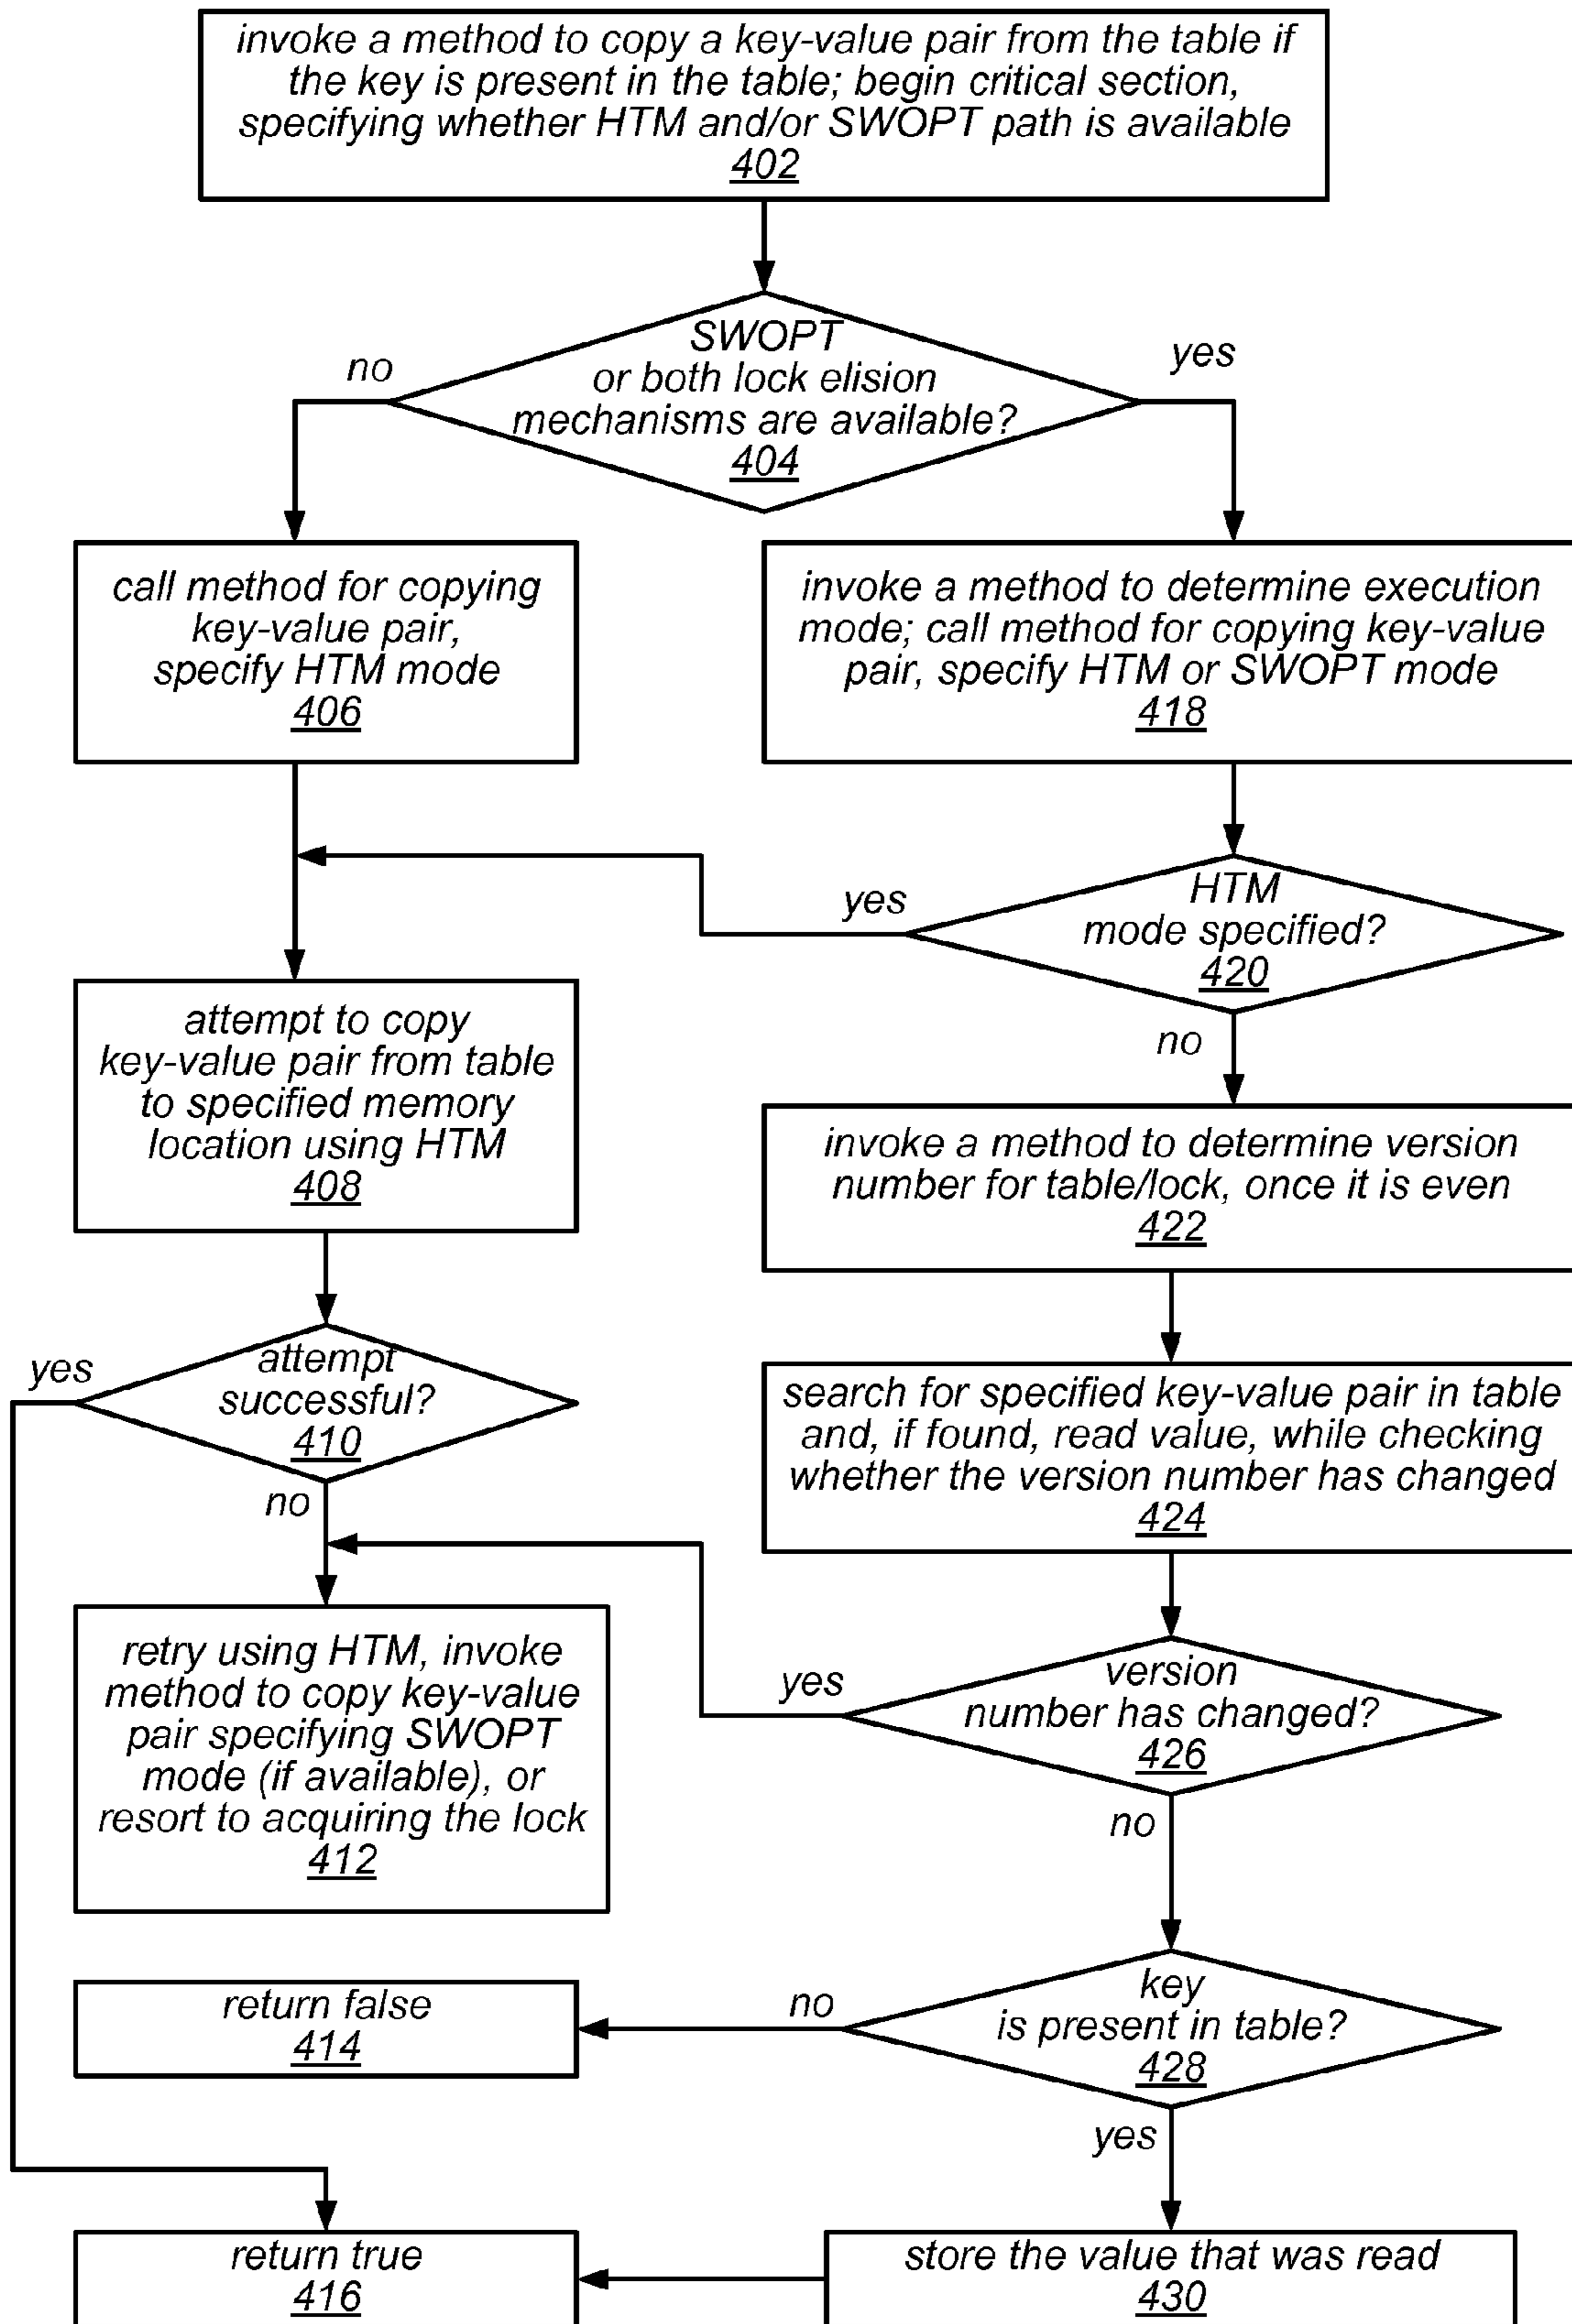 invoke a method to copy a key-value pair from the table if
the key is present in the table; begin critical section,
specifying whether HTM and/or SWOPT path is available
402
SWOPT
or both lock elision
mechanisms are available?
404
no
yes
call method for copying
key-value pair,
specify HTM mode
406
invoke a method to determine execution
mode; call method for copying key-value
pair, specify HTM or SWOPT mode
418
HTM
mode specified?
420
yes
no
attempt to copy
key-value pair from table
to specified memory
location using HTM
408
invoke a method to determine version
number for table/lock, once it is even
422
attempt
successful?
410
yes
no
search for specified key-value pair in table
and, if found, read value, while checking
whether the version number has changed
424
retry using HTM, invoke
method to copy key-value
pair specifying SWOPT
mode (if available), or
resort to acquiring the lock
412
version
number has changed?
426
yes
no
return false
414
key
is present in table?
428
no
yes
return true
416
store the value that was read
430